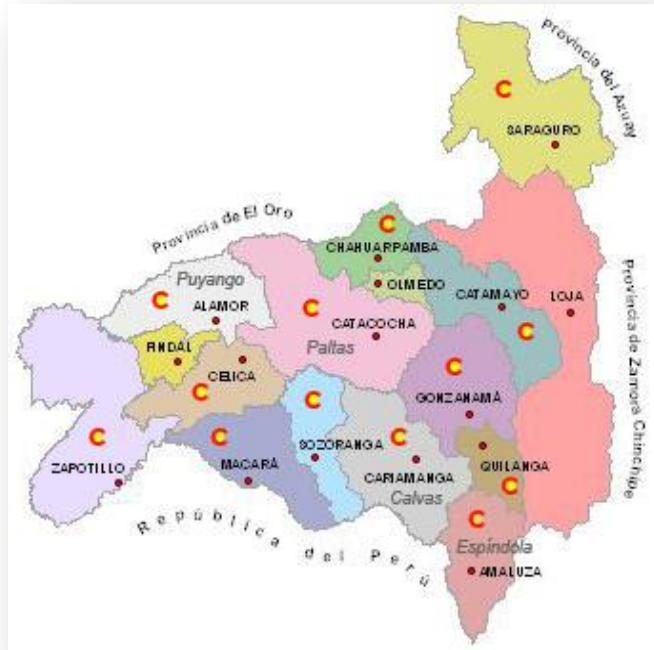 Provincia del Azuay
C
SARAGURO
Provincia de El Oro
C
CHAHUARPAMBA
Puyango
C
ALAMOR
OLMEDO
CATAMAYO
LOJA
C
C
CATACOCHA
Paltas
Provincia de Zamora Chinchipe
PINDAL
CELICA
C
C
GONZANAMÁ
C
C
ZAPOTILLO
C
MACARÁ
SOZORANGA
C
CARIAMANGA
Calvas
QUILANGA
C
República del Perú
C
Espíndola
AMALUZA